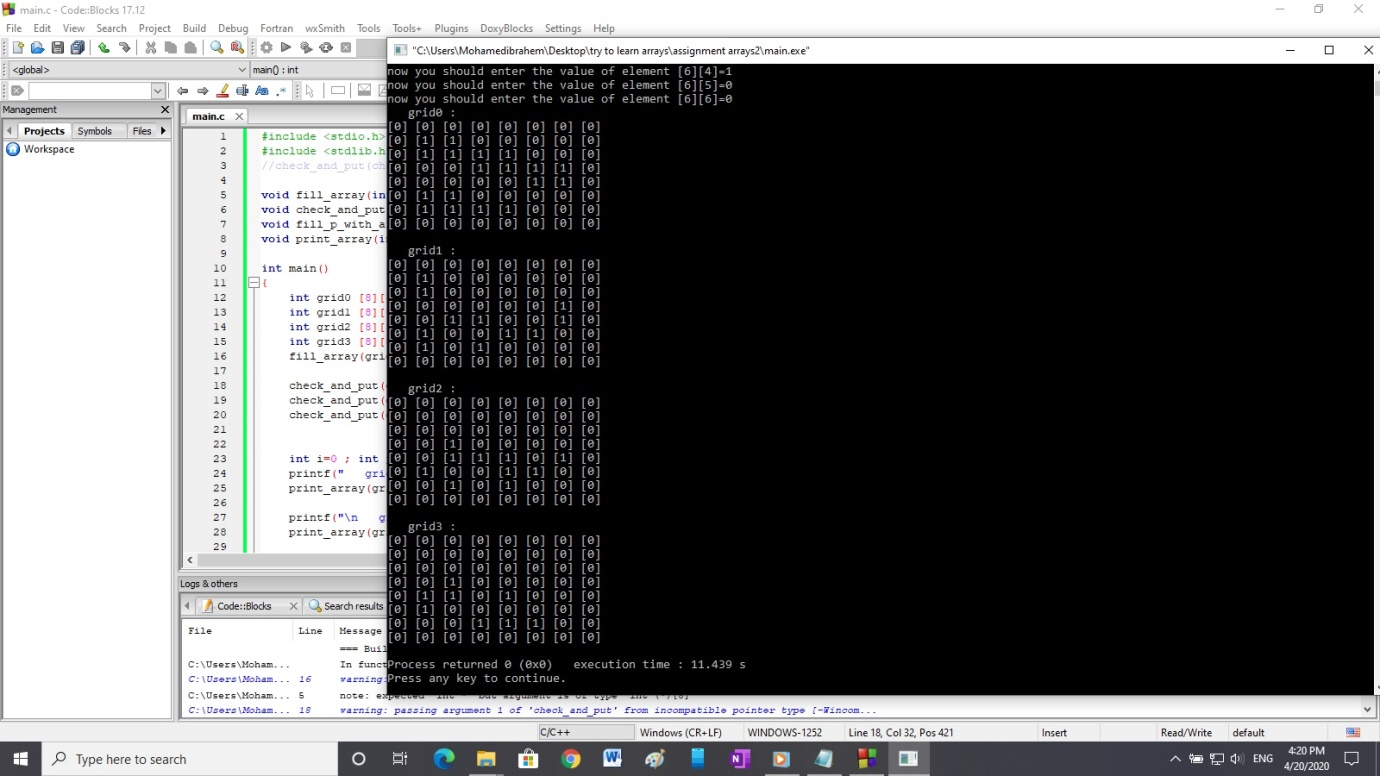 main.c - Code::Blocks 17.12
File Edit View Search Project Build Debug Fortran wxSmith Tools Tools+ Plugins DoxyBlocks Settings Help
"C:\Users\Mohamedibrahem\Desktop\try to learn arrays\assignment arrays2\main.exe"
<global> main() : int
Management
Projects Symbols Files
Workspace
main.c
1 #include <stdio.h>
2 #include <stdlib.h
3 //check_and_put(ch
4
5 void fill_array(in
6 void check_and_put
7 void fill_p_with_a
8 void print_array(i
9
10 int main()
11 {
12 int grid0 [8][
13 int grid1 [8][
14 int grid2 [8][
15 int grid3 [8][
16 fill_array(gri
17
18 check_and_put(
19 check_and_put(
20 check_and_put(
21
22
23 int i=0 ; int
24 printf("   gri
25 print_array(gr
26
27 printf("\n   g
28 print_array(gr
29
now you should enter the value of element [6][4]=1
now you should enter the value of element [6][5]=0
now you should enter the value of element [6][6]=0
grid0 :
[0] [0] [0] [0] [0] [0] [0] [0]
[0] [1] [1] [0] [0] [0] [0] [0]
[0] [1] [1] [1] [1] [0] [0] [0]
[0] [0] [0] [1] [1] [1] [1] [0]
[0] [0] [0] [0] [0] [1] [1] [0]
[0] [1] [1] [0] [0] [0] [0] [0]
[0] [1] [1] [1] [1] [0] [0] [0]
[0] [0] [0] [0] [0] [0] [0] [0]
grid1 :
[0] [0] [0] [0] [0] [0] [0] [0]
[0] [1] [0] [0] [0] [0] [0] [0]
[0] [1] [0] [0] [0] [0] [0] [0]
[0] [0] [0] [0] [0] [0] [1] [0]
[0] [0] [1] [1] [0] [0] [1] [0]
[0] [1] [0] [0] [1] [1] [0] [0]
[0] [1] [0] [1] [0] [0] [0] [0]
[0] [0] [0] [0] [0] [0] [0] [0]
grid2 :
[0] [0] [0] [0] [0] [0] [0] [0]
[0] [0] [0] [0] [0] [0] [0] [0]
[0] [0] [0] [0] [0] [0] [0] [0]
[0] [0] [1] [0] [0] [0] [0] [0]
[0] [0] [1] [1] [1] [0] [1] [0]
[0] [1] [0] [0] [1] [1] [0] [0]
[0] [0] [1] [0] [1] [0] [0] [0]
[0] [0] [0] [0] [0] [0] [0] [0]
grid3 :
[0] [0] [0] [0] [0] [0] [0] [0]
[0] [0] [0] [0] [0] [0] [0] [0]
[0] [0] [0] [0] [0] [0] [0] [0]
[0] [0] [1] [0] [0] [0] [0] [0]
[0] [1] [1] [0] [1] [0] [0] [0]
[0] [1] [0] [0] [0] [0] [0] [0]
[0] [0] [0] [1] [1] [1] [0] [0]
[0] [0] [0] [0] [0] [0] [0] [0]
Process returned 0 (0x0)   execution time : 11.439 s
Press any key to continue.
Logs & others
Code::Blocks Search results
File Line Message
=== Buil
C:\Users\Moham... In funct
C:\Users\Moham... 16 warning:
C:\Users\Moham... 5 note: expected 'int *' but argument is of type 'int (*)[8]'
C:\Users\Moham... 18 warning: passing argument 1 of 'check_and_put' from incompatible pointer type [-Wincom...
C/C++ Windows (CR+LF) WINDOWS-1252 Line 18, Col 32, Pos 421 Insert Read/Write default
Type here to search
ENG
4:20 PM
4/20/2020